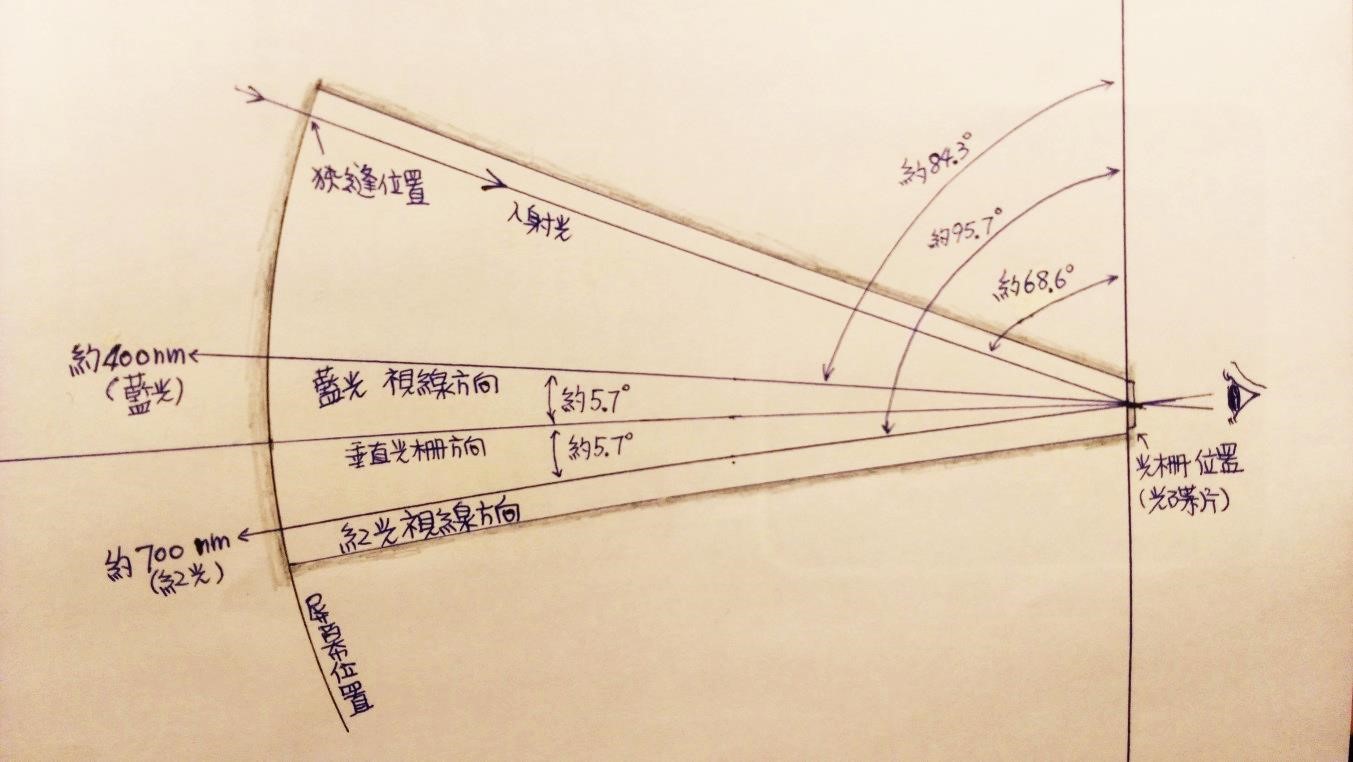 約84.3°
狹縫位置
入射光
約95.7°
約68.6°
約400nm
(藍光)
藍光 視線方向
約5.7°
垂直光柵方向
約5.7°
光柵位置
(光碟片)
紅光視線方向
約700nm
(紅光)
屏幕位置